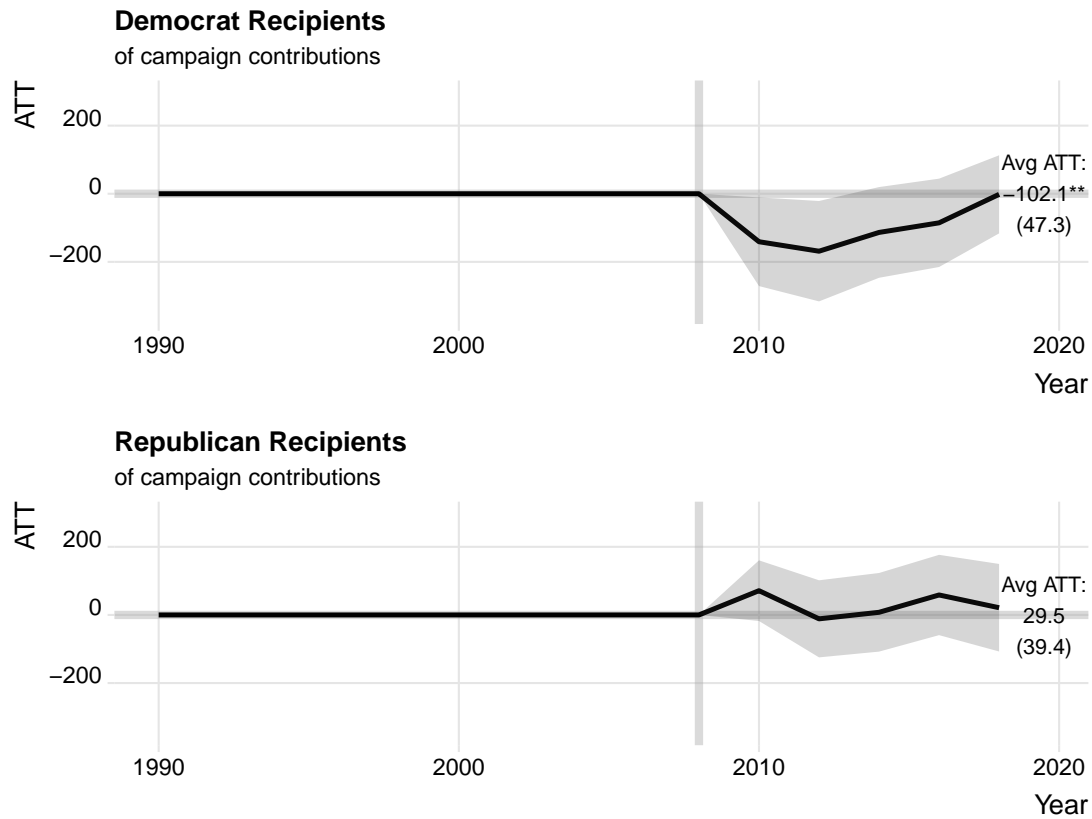 Democrat Recipients
of campaign contributions
ATT
200
0
−200
Avg ATT:
−102.1**
(47.3)
1990 2000 2010 2020
Year
Republican Recipients
of campaign contributions
ATT
200
0
−200
Avg ATT:
29.5
(39.4)
1990 2000 2010 2020
Year